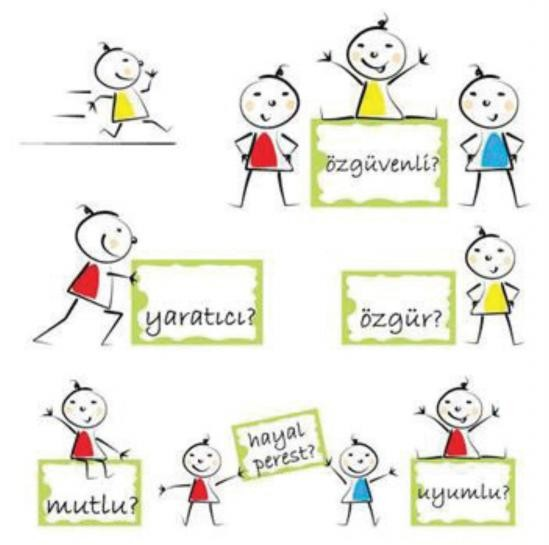 özgüvenli?
yaratıcı?
özgür?
hayal
perest?
mutlu?
uyumlu?